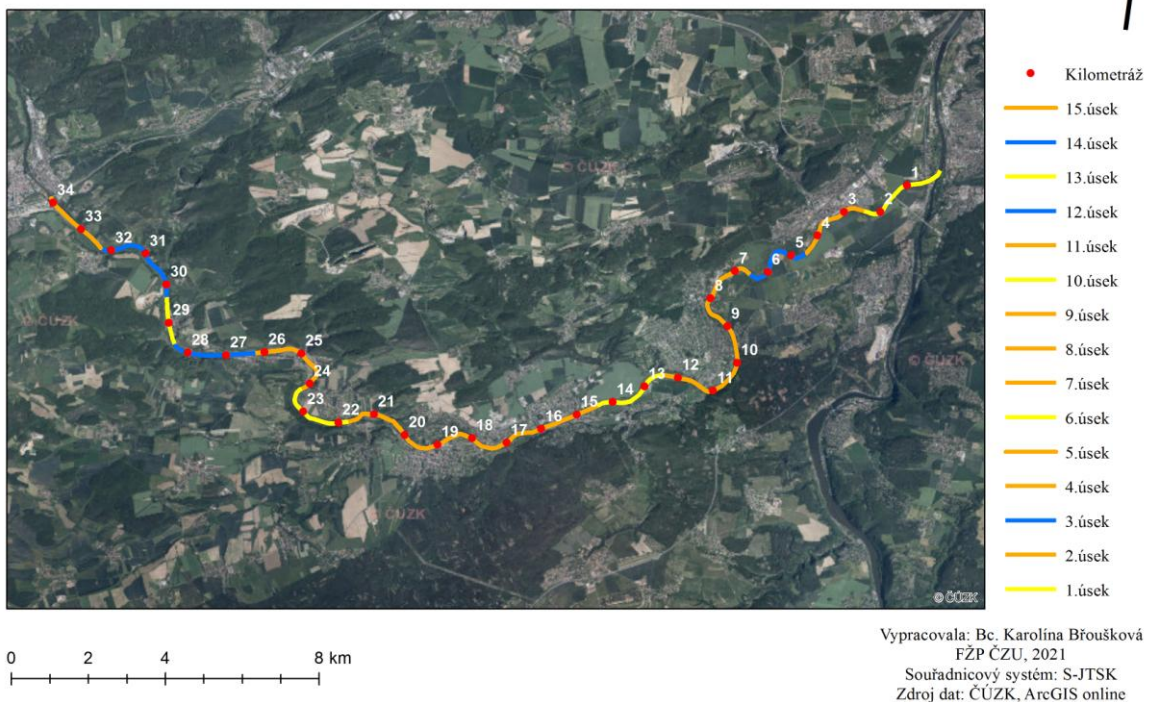 Kilometráž
15.úsek
14.úsek
13.úsek
12.úsek
11.úsek
10.úsek
9.úsek
8.úsek
7.úsek
6.úsek
5.úsek
4.úsek
3.úsek
2.úsek
1.úsek
1
2
3
4
5
6
7
8
9
10
11
12
13
14
15
16
17
18
19
20
21
22
23
24
25
26
27
28
29
30
31
32
33
34
© ČÚZK
© ČÚZK
© ČÚZK
© ČÚZK
© ČÚZK
0 2 4 8 km
Vypracovala: Bc. Karolína Břoušková
FŽP ČZU, 2021
Souřadnicový systém: S-JTSK
Zdroj dat: ČÚZK, ArcGIS online